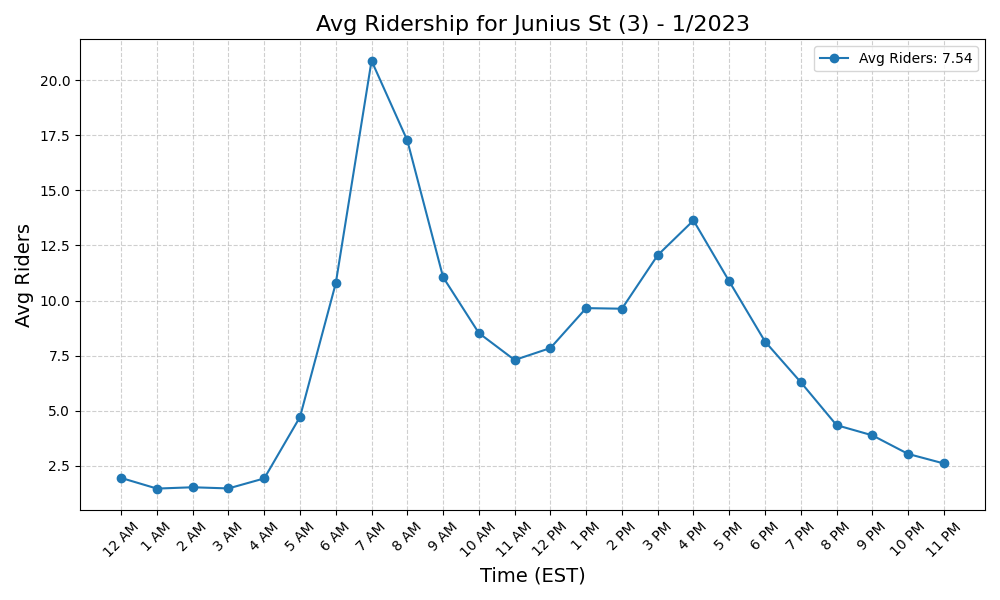 Avg Ridership for Junius St (3) - 1/2023
Avg Riders: 7.54
Avg Riders
20.0
17.5
15.0
12.5
10.0
7.5
5.0
2.5
12 AM
1 AM
2 AM
3 AM
4 AM
5 AM
6 AM
7 AM
8 AM
9 AM
10 AM
11 AM
12 PM
1 PM
2 PM
3 PM
4 PM
5 PM
6 PM
7 PM
8 PM
9 PM
10 PM
11 PM
Time (EST)